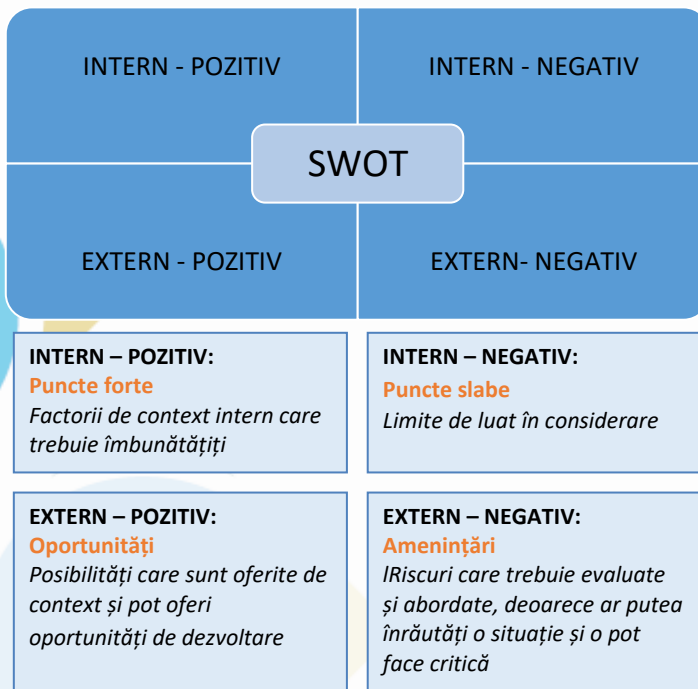 INTERN - POZITIV
INTERN - NEGATIV
SWOT
EXTERN - POZITIV
EXTERN- NEGATIV
INTERN – POZITIV:
Puncte forte
Factorii de context intern care
trebuie îmbunătățiți
INTERN – NEGATIV:
Puncte slabe
Limite de luat în considerare
EXTERN – POZITIV:
Oportunități
Posibilități care sunt oferite de
context și pot oferi
oportunități de dezvoltare
EXTERN – NEGATIV:
Amenințări
lRiscuri care trebuie evaluate
și abordate, deoarece ar putea
înrăutăți o situație și o pot
face critică